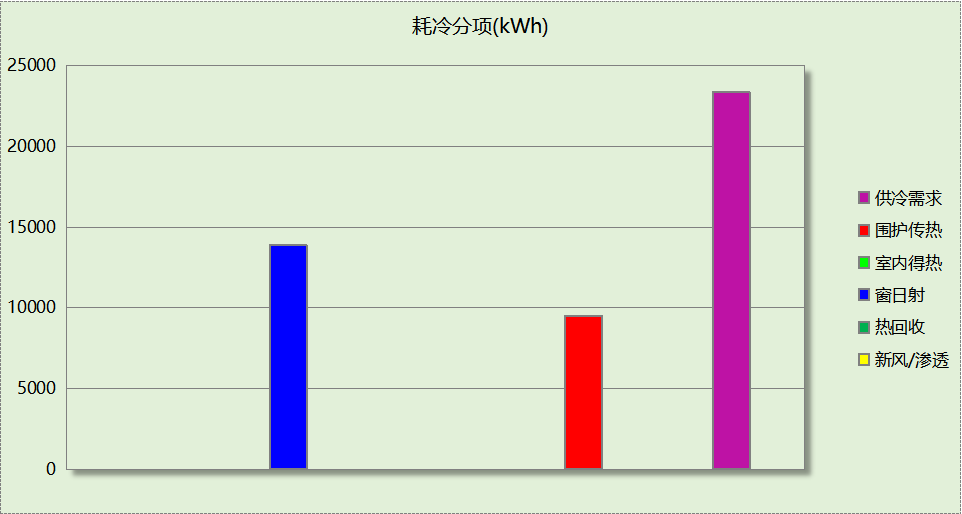 耗冷分项(kWh)
25000
20000
15000
10000
5000
0
供冷需求
围护传热
室内得热
窗日射
热回收
新风/渗透